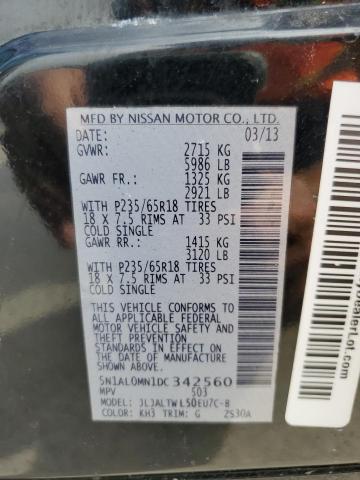 MFD BY NISSAN MOTOR CO., LTD.
DATE: 03/13
GVWR: 2715 KG
5986 LB
GAWR FR.: 1325 KG
2921 LB
WITH P235/65R18 TIRES
18 X 7.5 RIMS AT 33 PSI
COLD SINGLE
GAWR RR.: 1415 KG
3120 LB
WITH P235/65R18 TIRES
18 X 7.5 RIMS AT 33 PSI
COLD SINGLE
THIS VEHICLE CONFORMS TO
ALL APPLICABLE FEDERAL
MOTOR VEHICLE SAFETY
AND THEFT PREVENTION
STANDARDS IN EFFECT ON
THE DATE OF MANUFACTURE
SHOWN ABOVE.
5N1AL0MN1DC342560
MPV 503
JLJALTWL50EU7C-B
COLOR: KH3 TRIM: G 2S30A